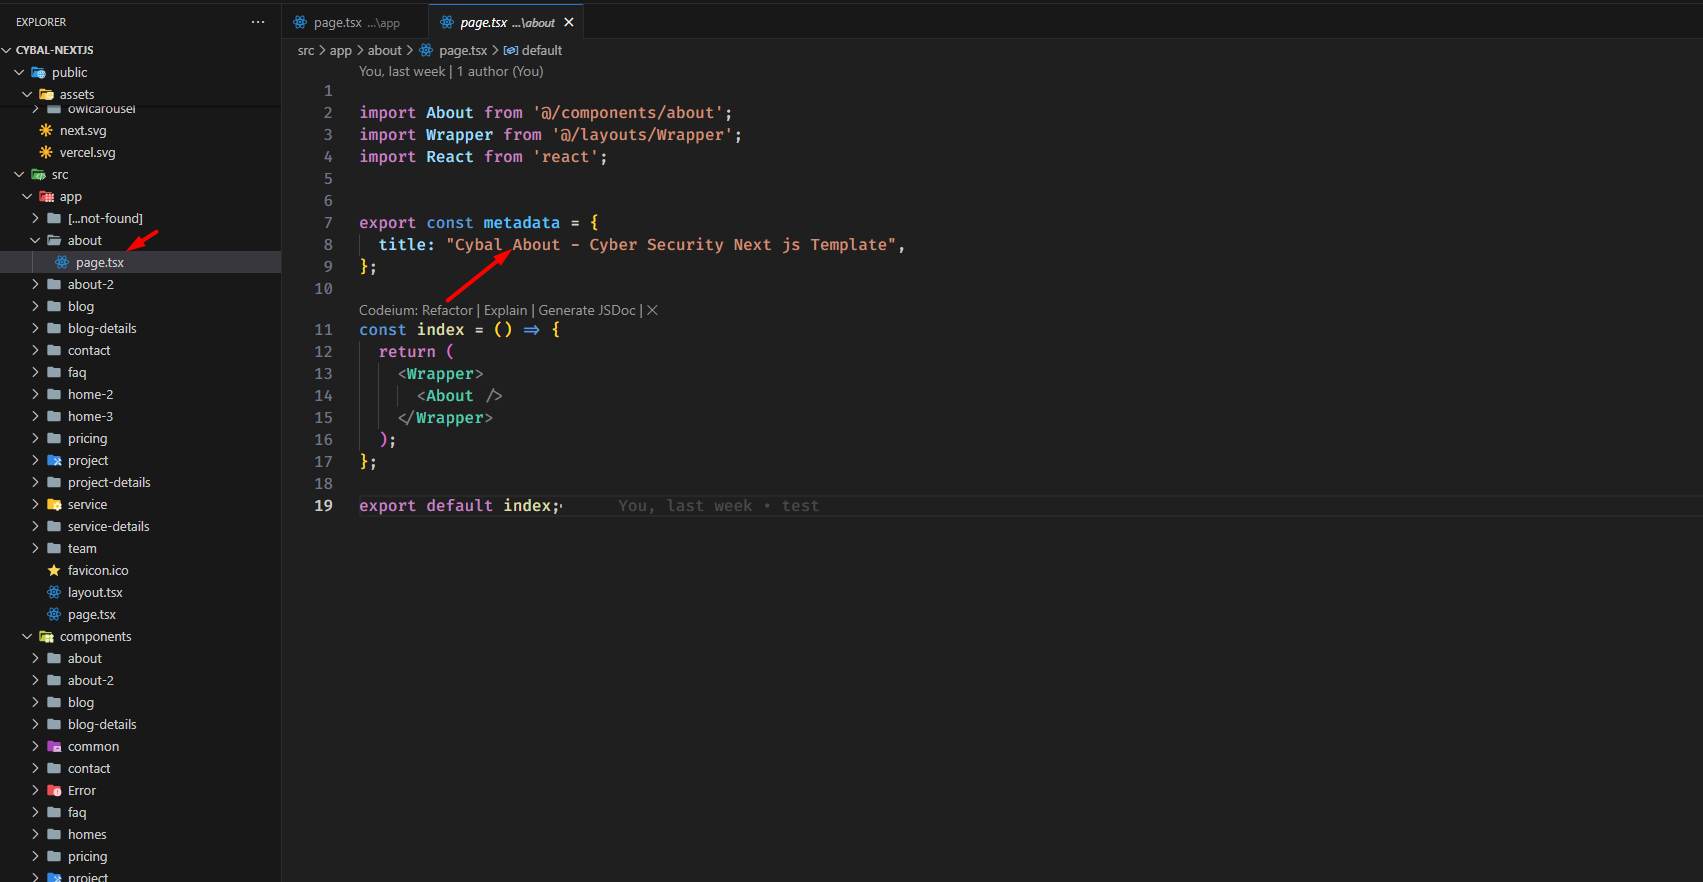 EXPLORER
···
CYBAL-NEXTJS
public
assets
owlcarousel
next.svg
vercel.svg
src
app
[...not-found]
about
page.tsx
about-2
blog
blog-details
contact
faq
home-2
home-3
pricing
project
project-details
service
service-details
team
favicon.ico
layout.tsx
page.tsx
components
about
about-2
blog
blog-details
common
contact
Error
faq
homes
pricing
project
page.tsx ...\app
page.tsx ...\about
src > app > about > page.tsx > default
You, last week | 1 author (You)
1
2 import About from '@/components/about';
3 import Wrapper from '@/layouts/Wrapper';
4 import React from 'react';
5
6
7 export const metadata = {
8 title: "Cybal About - Cyber Security Next js Template",
9 };
10
Codeium: Refactor | Explain | Generate JSDoc | ×
11 const index = () => {
12 return (
13 <Wrapper>
14 <About />
15 </Wrapper>
16 );
17 };
18
19 export default index; You, last week • test